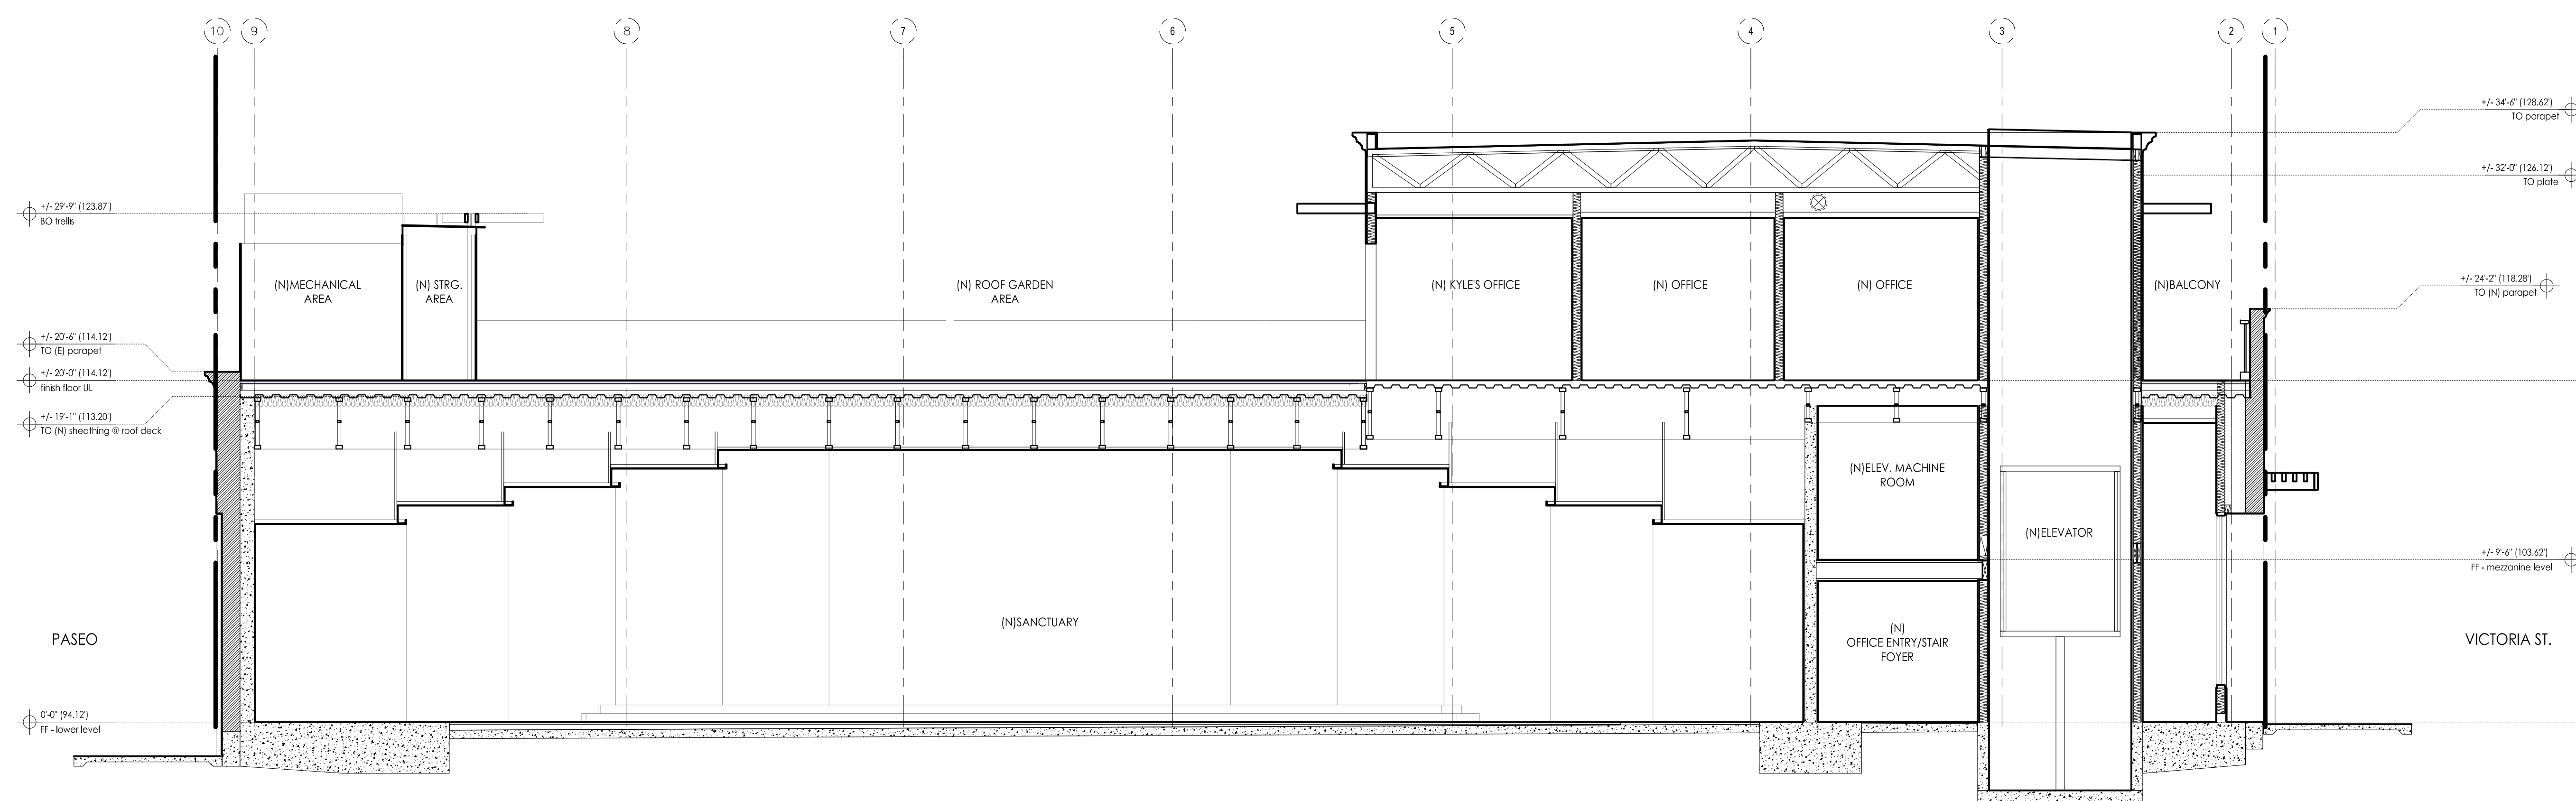 10
9
8
7
6
5
4
3
2
1
+/- 34'-6" (128.62')
TO parapet
+/- 32'-0" (126.12')
TO plate
+/- 29'-9" (123.87')
BO trellis
(N)MECHANICAL
AREA
(N) STRG.
AREA
(N) ROOF GARDEN
AREA
(N) KYLE'S OFFICE
(N) OFFICE
(N) OFFICE
(N)BALCONY
+/- 24'-2" (118.28')
TO (N) parapet
+/- 20'-6" (114.12')
TO (E) parapet
+/- 20'-0" (114.12')
finish floor UL
+/- 19'-1" (113.20')
TO (N) sheathing @ roof deck
(N)ELEV. MACHINE
ROOM
(N)ELEVATOR
+/- 9'-6" (103.62')
FF - mezzanine level
PASEO
(N)SANCTUARY
(N)
OFFICE ENTRY/STAIR
FOYER
VICTORIA ST.
0'-0" (94.12')
FF - lower level